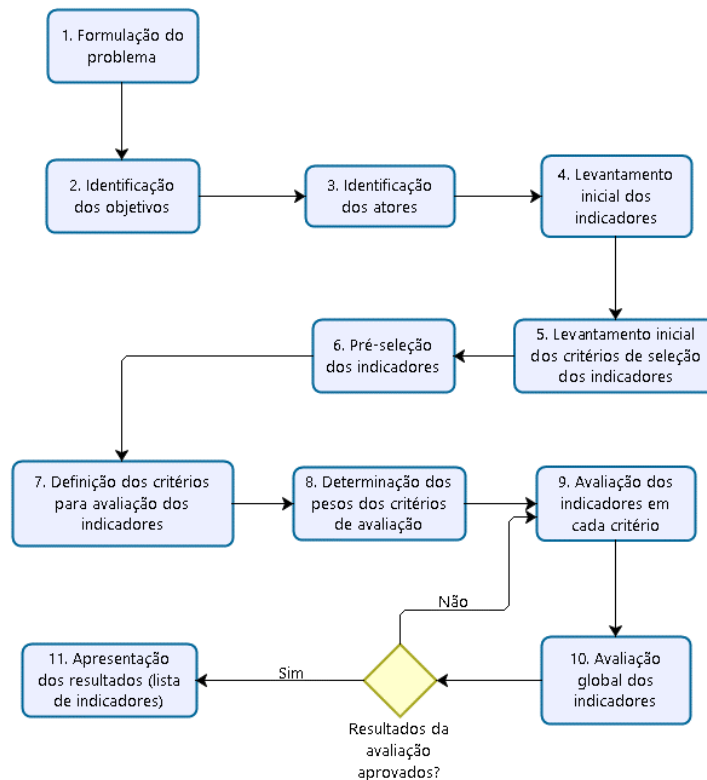 1. Formulação do
problema
2. Identificação
dos objetivos
3. Identificação
dos atores
4. Levantamento
inicial dos
indicadores
5. Levantamento inicial
dos critérios de seleção
dos indicadores
6. Pré-seleção
dos indicadores
7. Definição dos critérios
para avaliação dos
indicadores
8. Determinação dos
pesos dos critérios
de avaliação
9. Avaliação dos
indicadores em
cada critério
10. Avaliação
global dos
indicadores
Não
Resultados da
avaliação
aprovados?
Sim
11. Apresentação
dos resultados (lista
de indicadores)